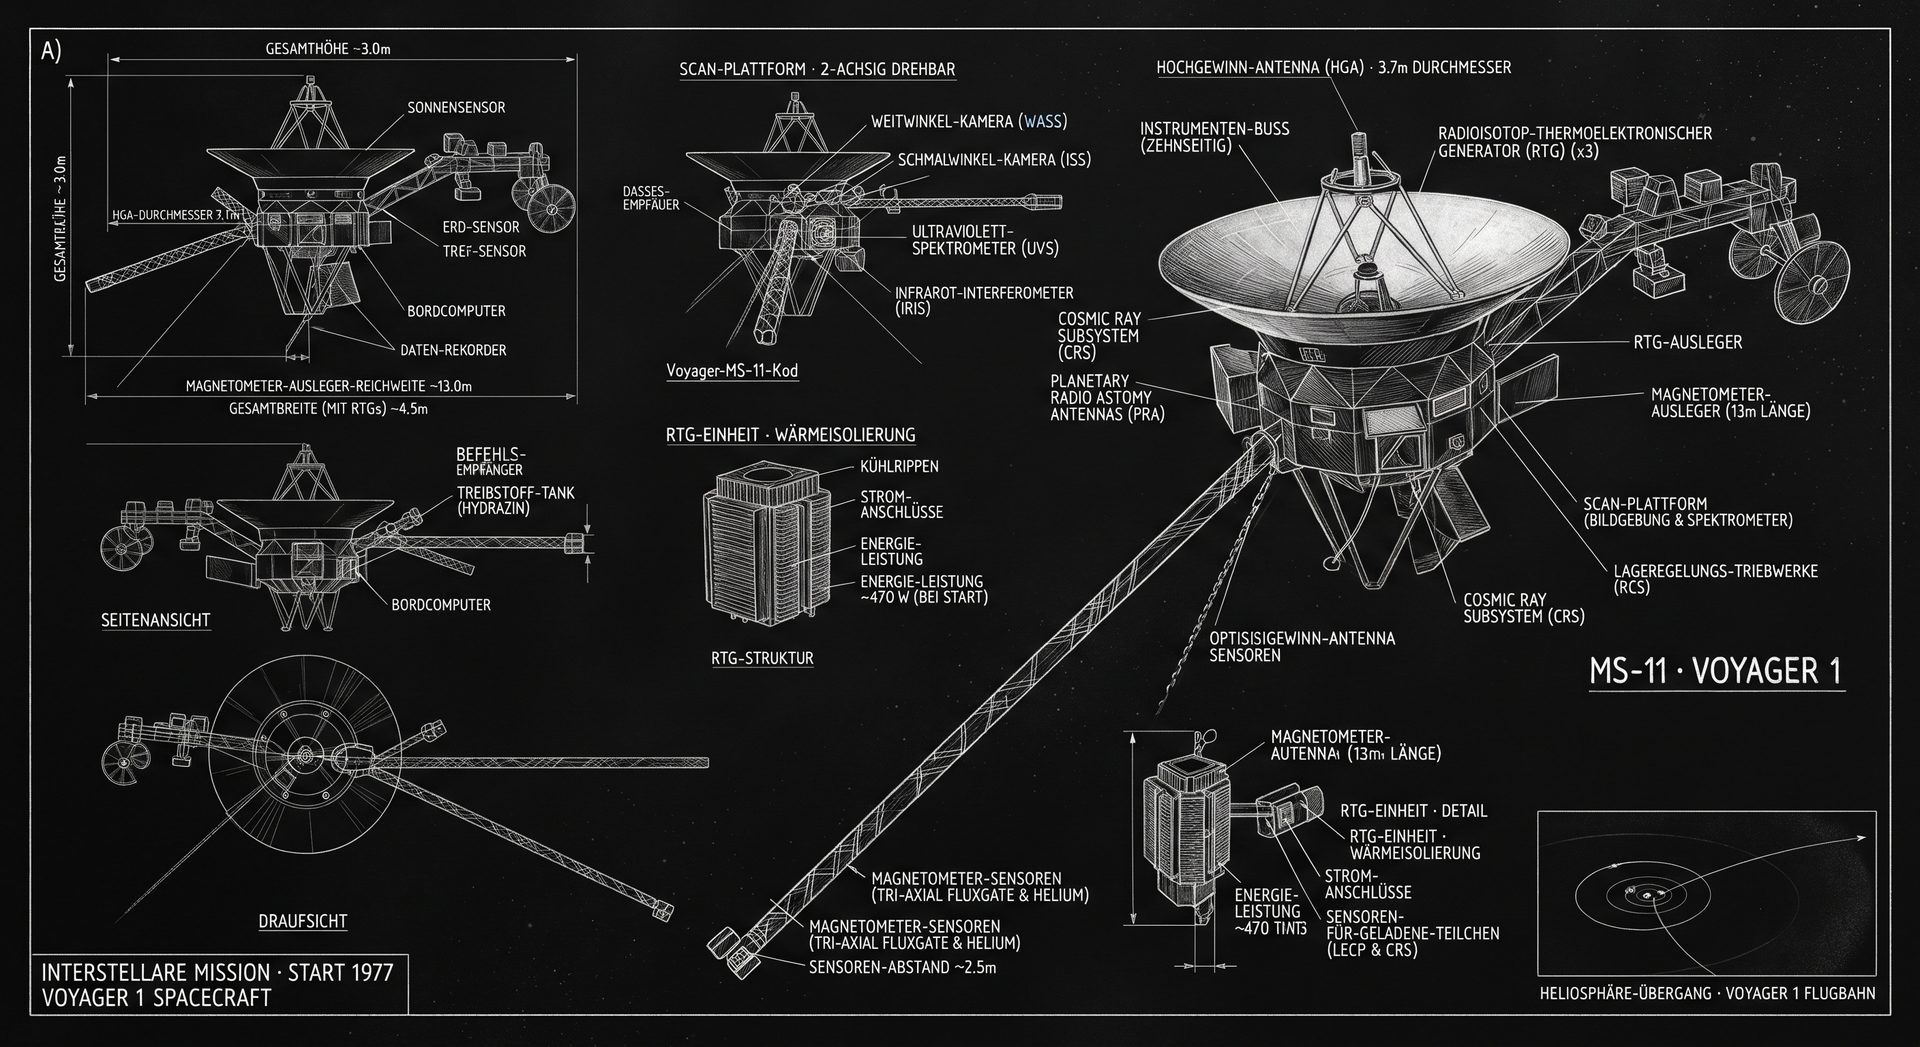 A)
GESAMTHÖHE ~3.0m
SONNENSENSOR
GESAMTHÜHE ~3.0m
HGA-DURCHMESSER
ERD-SENSOR
TREF-SENSOR
BORDCOMPUTER
DATEN-REKORDER
MAGNETOMETER-AUSLEGER-REICHWEITE ~13.0m
GESAMTBREITE (MIT RTGs) ~4.5m
BEFEHLS-
EMPFÄNGER
TREIBSTOFF-TANK
(HYDRAZIN)
BORDCOMPUTER
SEITENANSICHT
DRAUFSICHT
INTERSTELLARE MISSION · START 1977
VOYAGER 1 SPACECRAFT
SCAN-PLATTFORM · 2-ACHSIG DREHBAR
WEITWINKEL-KAMERA (WASS)
SCHMALWINKEL-KAMERA (ISS)
DASSES-
EMPFÄUER
ULTRAVIOLETT-
SPEKTROMETER (UVS)
INFRAROT-INTERFEROMETER
(IRIS)
Voyager-MS-11-Kod
RTG-EINHEIT · WÄRMEISOLIERUNG
KÜHLRIPPEN
STROM-
ANSCHLÜSSE
ENERGIE-
LEISTUNG
ENERGIE-LEISTUNG
~470 W (BEI START)
RTG-STRUKTUR
HOCHGEWINN-ANTENNA (HGA) · 3.7m DURCHMESSER
INSTRUMENTEN-BUSS
(ZEHNSEITIG)
RADIOISOTOP-THERMOELEKTRONISCHER
GENERATOR (RTG) (x3)
COSMIC RAY
SUBSYSTEM
(CRS)
PLANETARY
RADIO ASTOMY
ANTENNAS (PRA)
RTG-AUSLEGER
MAGNETOMETER-
AUSLEGER (13m LÄNGE)
SCAN-PLATTFORM
(BILDGEBUNG & SPEKTROMETER)
LAGEREGELUNGS-TRIEBWERKE
(RCS)
COSMIC RAY
SUBSYSTEM (CRS)
OPTISISIGEWINN-ANTENNA
SENSOREN
MS-11 · VOYAGER 1
MAGNETOMETER-SENSOREN
(TRI-AXIAL FLUXGATE & HELIUM)
MAGNETOMETER-SENSOREN
(TRI-AXIAL FLUXGATE & HELIUM)
SENSOREN-ABSTAND ~2.5m
MAGNETOMETER-
AUTENNA (13m LÄNGE)
RTG-EINHEIT · DETAIL
RTG-EINHEIT ·
WÄRMEISOLIERUNG
STROM-
ANSCHLÜSSE
ENERGIE-
LEISTUNG
~470
SENSOREN-
FÜR-GELADENE-TEILCHEN
(LECP & CRS)
HELIOSPHÄRE-ÜBERGANG · VOYAGER 1 FLUGBAHN